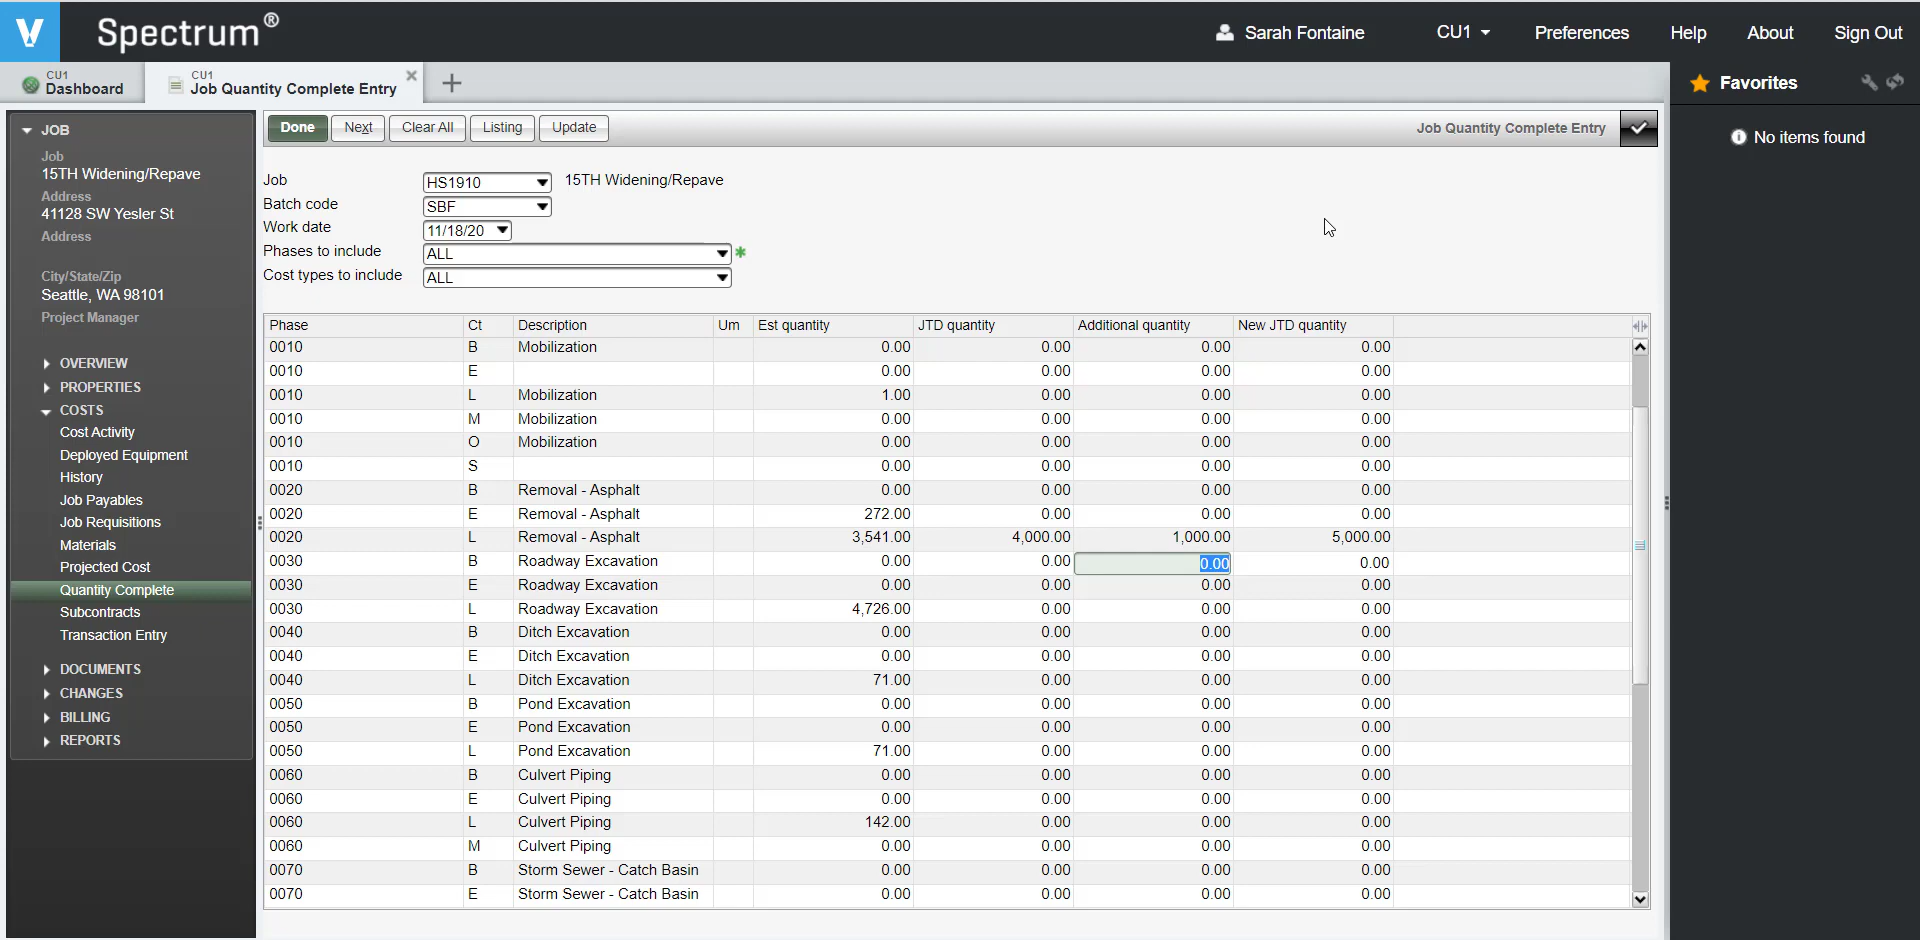 Spectrum®
Sarah Fontaine
CU1
Preferences
Help
About
Sign Out
CU1
Dashboard
CU1
Job Quantity Complete Entry
Favorites
No items found
JOB
Job
15TH Widening/Repave
Address
41128 SW Yesler St
Address
City/State/Zip
Seattle, WA 98101
Project Manager
OVERVIEW
PROPERTIES
COSTS
Cost Activity
Deployed Equipment
History
Job Payables
Job Requisitions
Materials
Projected Cost
Quantity Complete
Subcontracts
Transaction Entry
DOCUMENTS
CHANGES
BILLING
REPORTS
Done Next Clear All Listing Update Job Quantity Complete Entry
Job HS1910 15TH Widening/Repave
Batch code SBF
Work date 11/18/20
Phases to include ALL
Cost types to include ALL
Phase Ct Description Um Est quantity JTD quantity Additional quantity New JTD quantity
0010 B Mobilization 0.00 0.00 0.00 0.00
0010 E 0.00 0.00 0.00 0.00
0010 L Mobilization 1.00 0.00 0.00 0.00
0010 M Mobilization 0.00 0.00 0.00 0.00
0010 O Mobilization 0.00 0.00 0.00 0.00
0010 S 0.00 0.00 0.00 0.00
0020 B Removal - Asphalt 0.00 0.00 0.00 0.00
0020 E Removal - Asphalt 272.00 0.00 0.00 0.00
0020 L Removal - Asphalt 3,541.00 4,000.00 1,000.00 5,000.00
0030 B Roadway Excavation 0.00 0.00 0.00 0.00
0030 E Roadway Excavation 0.00 0.00 0.00 0.00
0030 L Roadway Excavation 4,726.00 0.00 0.00 0.00
0040 B Ditch Excavation 0.00 0.00 0.00 0.00
0040 E Ditch Excavation 0.00 0.00 0.00 0.00
0040 L Ditch Excavation 71.00 0.00 0.00 0.00
0050 B Pond Excavation 0.00 0.00 0.00 0.00
0050 E Pond Excavation 0.00 0.00 0.00 0.00
0050 L Pond Excavation 71.00 0.00 0.00 0.00
0060 B Culvert Piping 0.00 0.00 0.00 0.00
0060 E Culvert Piping 0.00 0.00 0.00 0.00
0060 L Culvert Piping 142.00 0.00 0.00 0.00
0060 M Culvert Piping 0.00 0.00 0.00 0.00
0070 B Storm Sewer - Catch Basin 0.00 0.00 0.00 0.00
0070 E Storm Sewer - Catch Basin 0.00 0.00 0.00 0.00